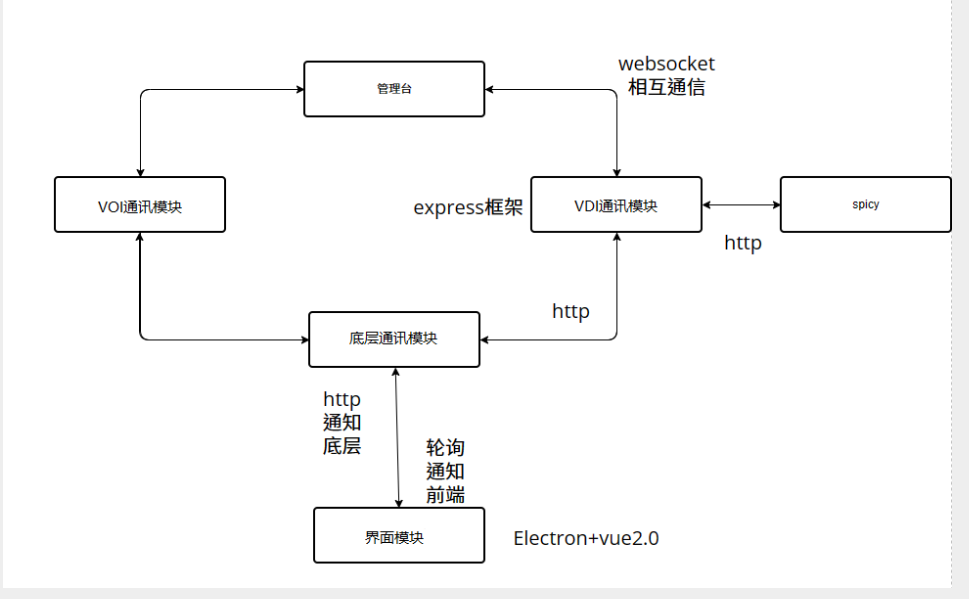 websocket
相互通信
管理台
VOI通讯模块
express框架
VDI通讯模块
spicy
http
http
底层通讯模块
http
通知
底层
轮询
通知
前端
界面模块
Electron+vue2.0